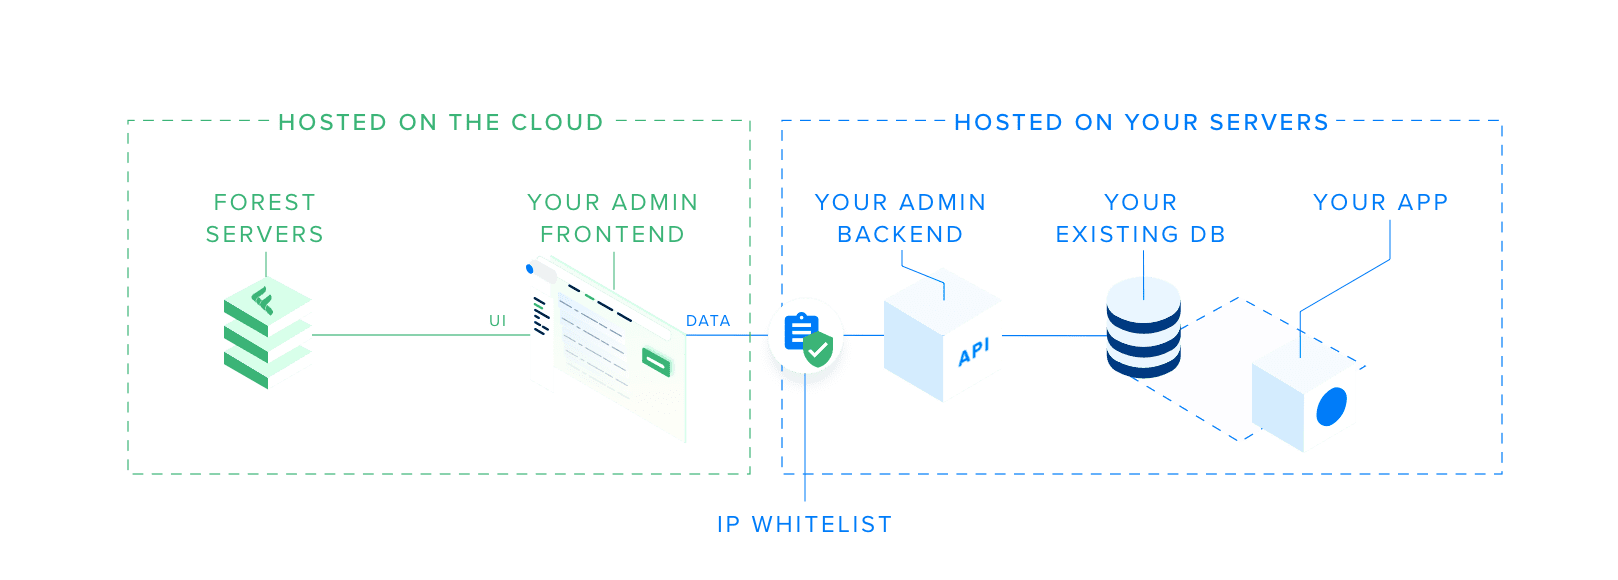 HOSTED ON THE CLOUD
HOSTED ON YOUR SERVERS
FOREST
SERVERS
YOUR ADMIN
FRONTEND
YOUR ADMIN
BACKEND
YOUR
EXISTING DB
YOUR APP
UI
DATA
API
IP WHITELIST